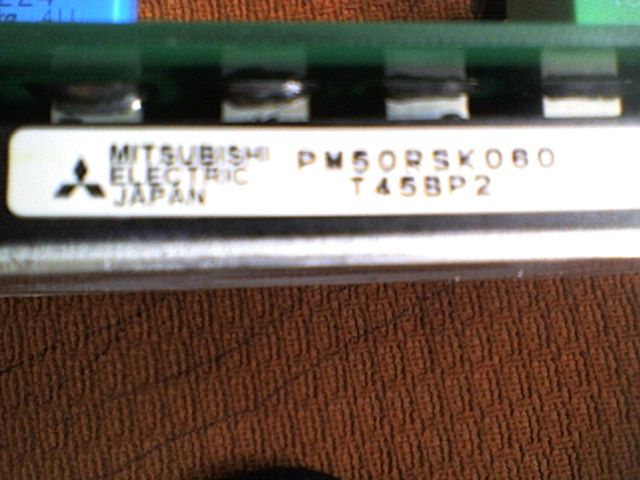 MITSUBISHI
ELECTRIC
JAPAN
PM50RSK060
T45BP2